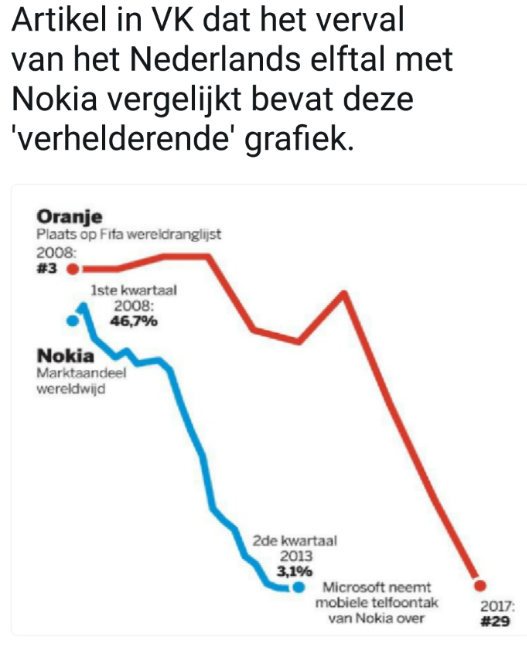 Artikel in VK dat het verval
van het Nederlands elftal met
Nokia vergelijkt bevat deze
'verhelderende' grafiek.
Oranje
Plaats op Fifa wereldranglijst
2008:
#3
1ste kwartaal
2008:
46,7%
Nokia
Marktaandeel
wereldwijd
2de kwartaal
2013
3,1%
Microsoft neemt
mobiele telfoontak
van Nokia over
2017:
#29